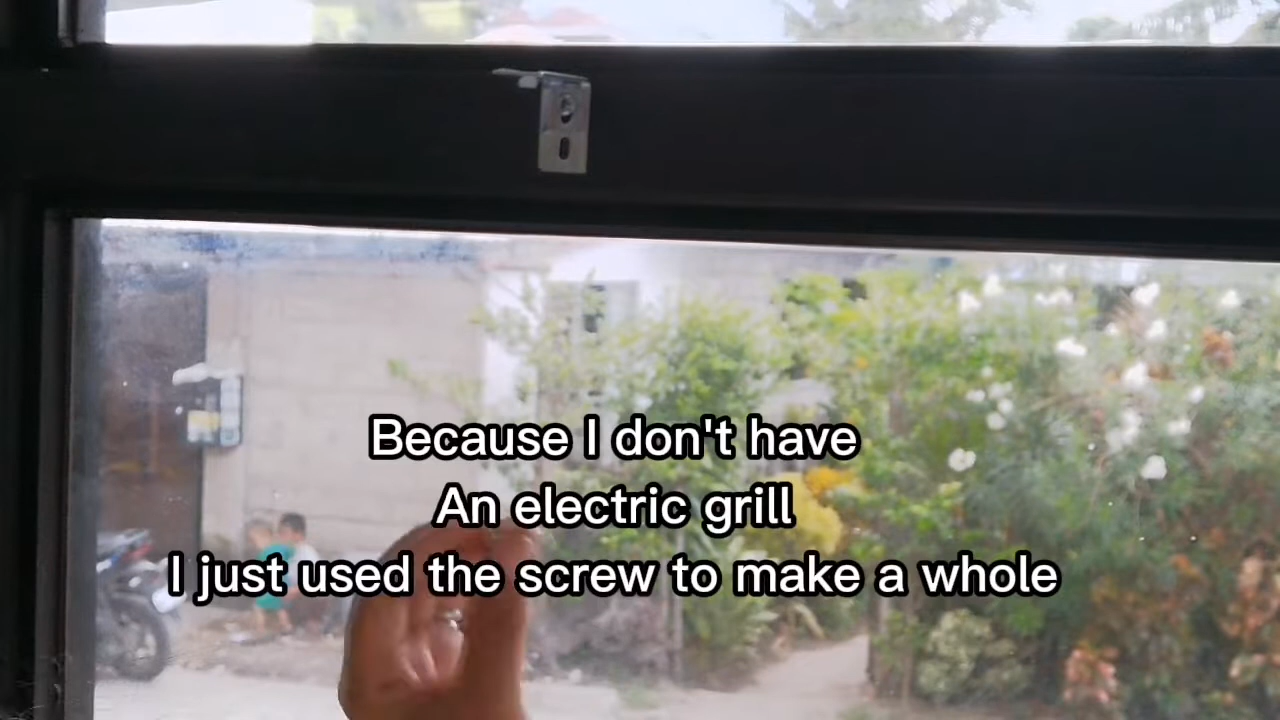 Because I don't have
An electric grill
I just used the screw to make a whole